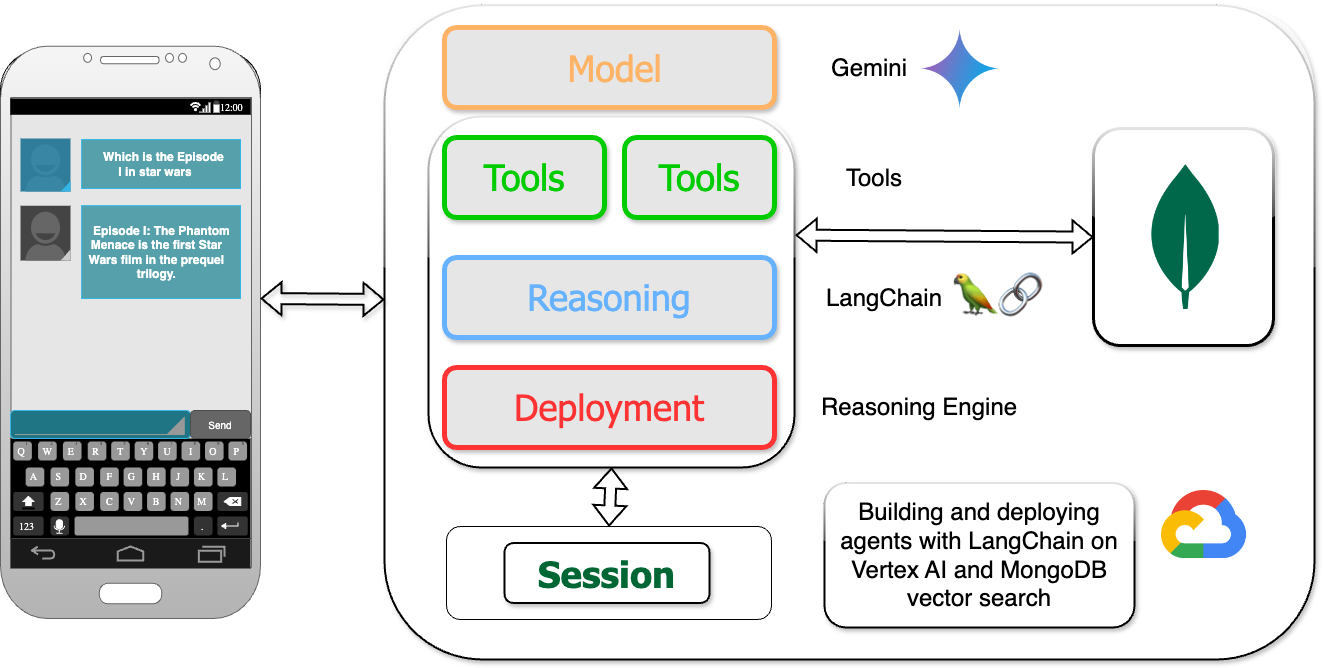 12:00
Which is the Episode
I in star wars
Episode I: The Phantom
Menace is the first Star
Wars film in the prequel
trilogy.
Send
Q W E R T Y U I O P
A S D F G H J K L
Z X C V B N M
123 .
Model
Gemini
Tools Tools
Tools
Reasoning
LangChain
Deployment
Reasoning Engine
Session
Building and deploying
agents with LangChain on
Vertex AI and MongoDB
vector search